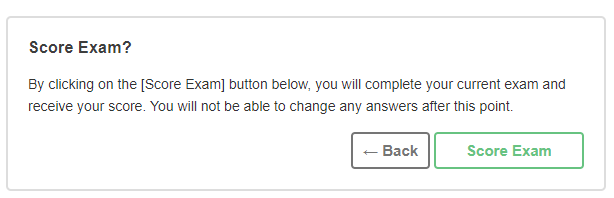 Score Exam?
By clicking on the [Score Exam] button below, you will complete your current exam and
receive your score. You will not be able to change any answers after this point.
← Back
Score Exam